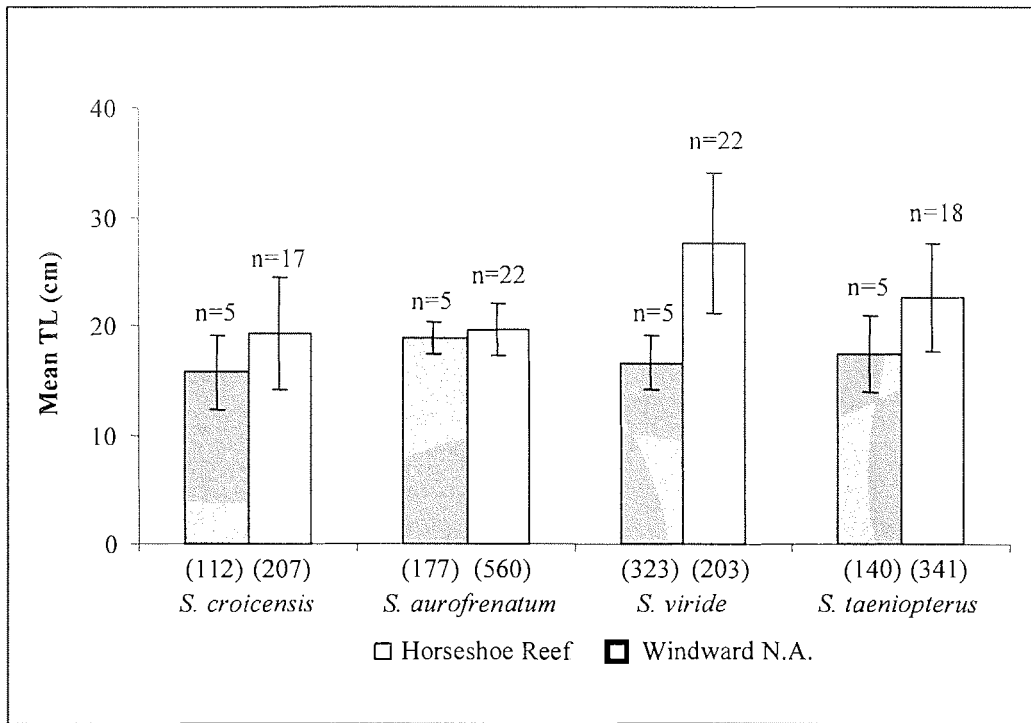 Mean TL (cm)
40
30
20
10
0
n=5
n=17
n=5
n=22
n=5
n=22
n=5
n=18
(112) (207)
(177) (560)
(323) (203)
(140) (341)
S. croicensis
S. aurofrenatum
S. viride
S. taeniopterus
Horseshoe Reef
Windward N.A.